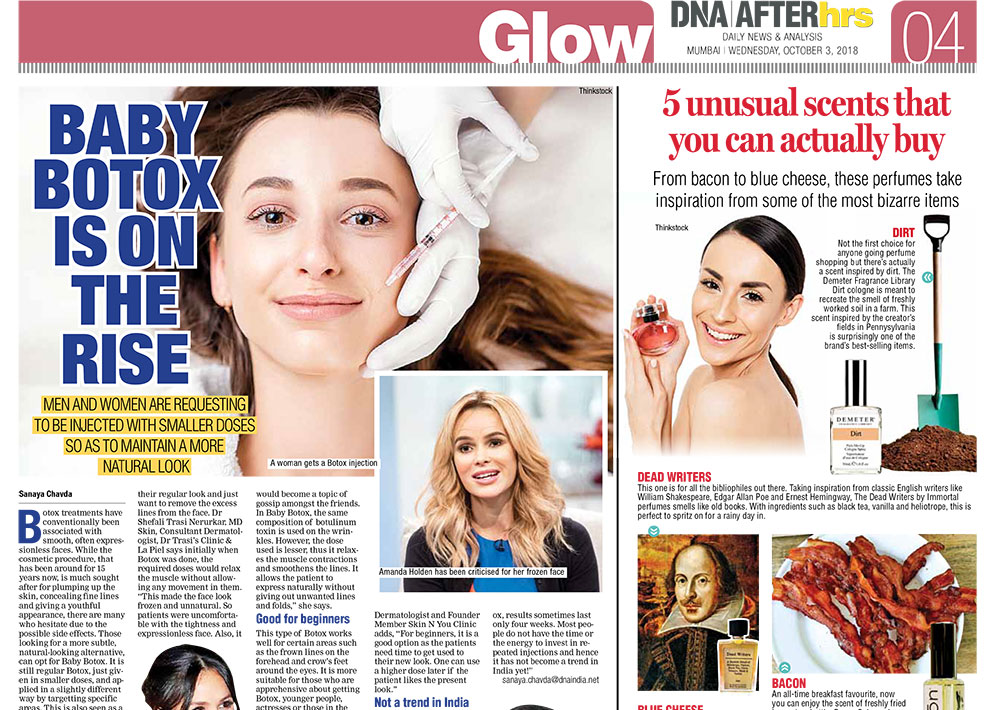 Glow
DNA|AFTERhrs
DAILY NEWS & ANALYSIS
MUMBAI | WEDNESDAY, OCTOBER 3, 2018
04
Thinkstock
BABY
BOTOX
IS ON
THE
RISE
MEN AND WOMEN ARE REQUESTING
TO BE INJECTED WITH SMALLER DOSES
SO AS TO MAINTAIN A MORE
NATURAL LOOK
A woman gets a Botox injection
Amanda Holden has been criticised for her frozen face
Sanaya Chavda
Botox treatments have
conventionally been
associated with
smooth, often expres-
sionless faces. While the
cosmetic procedure, that
has been around for 15
years now, is much sought
after for plumping up the
skin, concealing fine lines
and giving a youthful
appearance, there are many
who hesitate due to the
possible side effects. Those
looking for a more subtle,
natural-looking alternative,
can opt for Baby Botox. It is
still regular Botox, just giv-
en in smaller doses, and ap-
plied in a slightly different
way by targeting specific
areas. This is also seen as a
their regular look and just
want to remove the excess
lines from the face. Dr
Shefali Trasi Nerurkar, MD
Skin, Consultant Dermatol-
ogist, Dr Trasi's Clinic &
La Piel says initially when
Botox was done, the
required doses would relax
the muscle without allow-
ing any movement in them.
"This made the face look
frozen and unnatural. So
patients were uncomforta-
ble with the tightness and
expressionless face. Also, it
would become a topic of
gossip amongst the friends.
In Baby Botox, the same
composition of botulinum
toxin is used on the wrin-
kles. However, the dose
used is lesser, thus it relax-
es the muscle contractions
and smoothens the lines. It
allows the patient to
express naturally without
giving out unwanted lines
and folds," she says.
Good for beginners
This type of Botox works
well for certain areas such
as the frown lines on the
forehead and crow's feet
around the eyes. It is more
suitable for those who are
apprehensive about getting
Botox, younger people,
actresses or those in the
Dermatologist and Founder
Member Skin N You Clinic
adds, "For beginners, it is a
good option as the patients
need time to get used to
their new look. One can use
a higher dose later if the
patient likes the present
look."
Not a trend in India
ox, results sometimes last
only four weeks. Most peo-
ple do not have the time or
the energy to invest in re-
peated injections and hence
it has not become a trend in
India yet!"
sanaya.chavda@dnaindia.net
5 unusual scents that
you can actually buy
From bacon to blue cheese, these perfumes take
inspiration from some of the most bizarre items
Thinkstock
DIRT
Not the first choice for
anyone going perfume
shopping but there's actually
a scent inspired by dirt. The
Demeter Fragrance Library
Dirt cologne is meant to
recreate the smell of freshly
worked soil in a farm. This
scent inspired by the creator's
fields in Pennysylvania
is surprisingly one of the
brand's best-selling items.
DEMETER
Dirt
DEAD WRITERS
This one is for all the bibliophiles out there. Taking inspiration from classic English writers like
William Shakespeare, Edgar Allan Poe and Ernest Hemingway, The Dead Writers by Immortal
perfumes smells like old books. With ingredients such as black tea, vanilla and heliotrope, this is
perfect to spritz on for a rainy day in.
Dead Writers
BACON
An all-time breakfast favourite, now
you can enjoy the scent of freshly fried
BLUE CHEESE